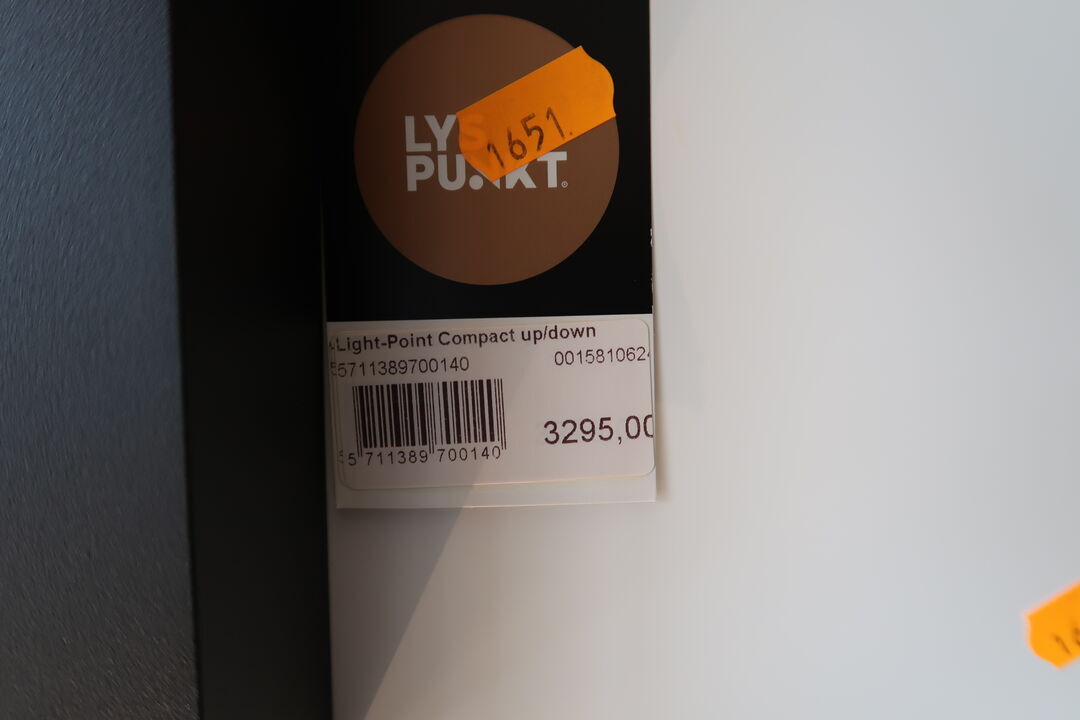 LYS
PUNKT®
1651.
Light-Point Compact up/down
5711389700140
001581062
3295,00
5 711389 700140